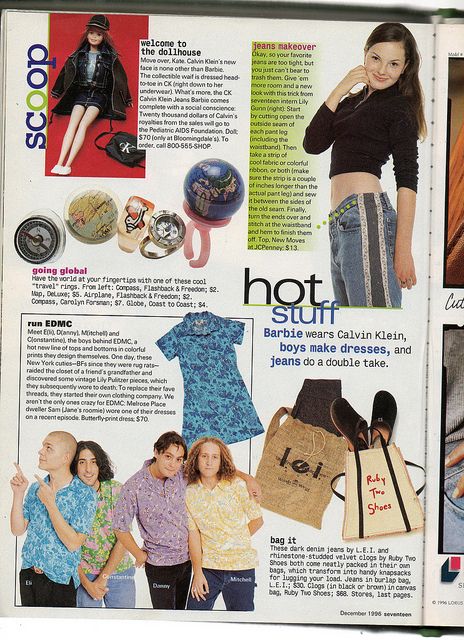 scoop
welcome to
the dollhouse
Move over, Kate. Calvin Klein's new
face is none other than Barbie.
The collectible waif is dressed head-
to-toe in CK (right down to her
underwear). What's more, the CK
Calvin Klein Jeans Barbie comes
complete with a social conscience:
Twenty thousand dollars of Calvin's
royalties from the sales will go to
the Pediatric AIDS Foundation. Doll;
$70 (only at Bloomingdale's). To
order, call 800-555-SHOP.
jeans makeover
Okay, so your favorite
jeans are too tight, but
you just can't bear to
trash them. Give 'em
more room and a new
look with this trick from
seventeen intern Lily
Gunn (right): Start
by cutting open the
outside seam of
each pant leg
(including the
waistband). Then
take a strip of
cool fabric or colorful
ribbon, or both (make
sure the strip is a couple
of inches longer than the
actual pant leg) and sew
it between the sides of
the old seam. Finally,
turn the ends over and
stitch at the waistband
and hem to finish them
off. Top, New Moves
at JCPenney; $13.
going global
Have the world at your fingertips with one of these cool
"travel" rings. From left: Compass, Flashback & Freedom; $2.
Map, DeLuxe; $5. Airplane, Flashback & Freedom; $2.
Compass, Carolyn Forsman; $7. Globe, Coast to Coast; $4.
hot
stuff
Barbie wears Calvin Klein,
boys make dresses, and
jeans do a double take.
run EDMC
Meet E(li), D(anny), M(itchell) and
C(onstantine), the boys behind EDMC, a
hot new line of tops and bottoms in colorful
prints they design themselves. One day, these
New York cuties—BFs since they were rug rats—
raided the closet of a friend's grandfather and
discovered some vintage Lily Pulitzer pieces, which
they subsequently wore to death. To replace their fave
threads, they started their own clothing company. We
aren't the only ones crazy for EDMC: Melrose Place
dweller Sam (Jane's roomie) wore one of their dresses
on a recent episode. Butterfly-print dress; $70.
Eli
Constantine
Danny
Mitchell
l.e.i.
Ruby
Two
Shoes
bag it
These dark denim jeans by L.E.I. and
rhinestone-studded velvet clogs by Ruby Two
Shoes both come neatly packed in their own
bags, which transform into handy knapsacks
for lugging your load. Jeans in burlap bag,
L.E.I.; $30. Clogs (in black or brown) in canvas
bag, Ruby Two Shoes; $68. Stores, last pages.
December 1996 seventeen
Cut
© 1996